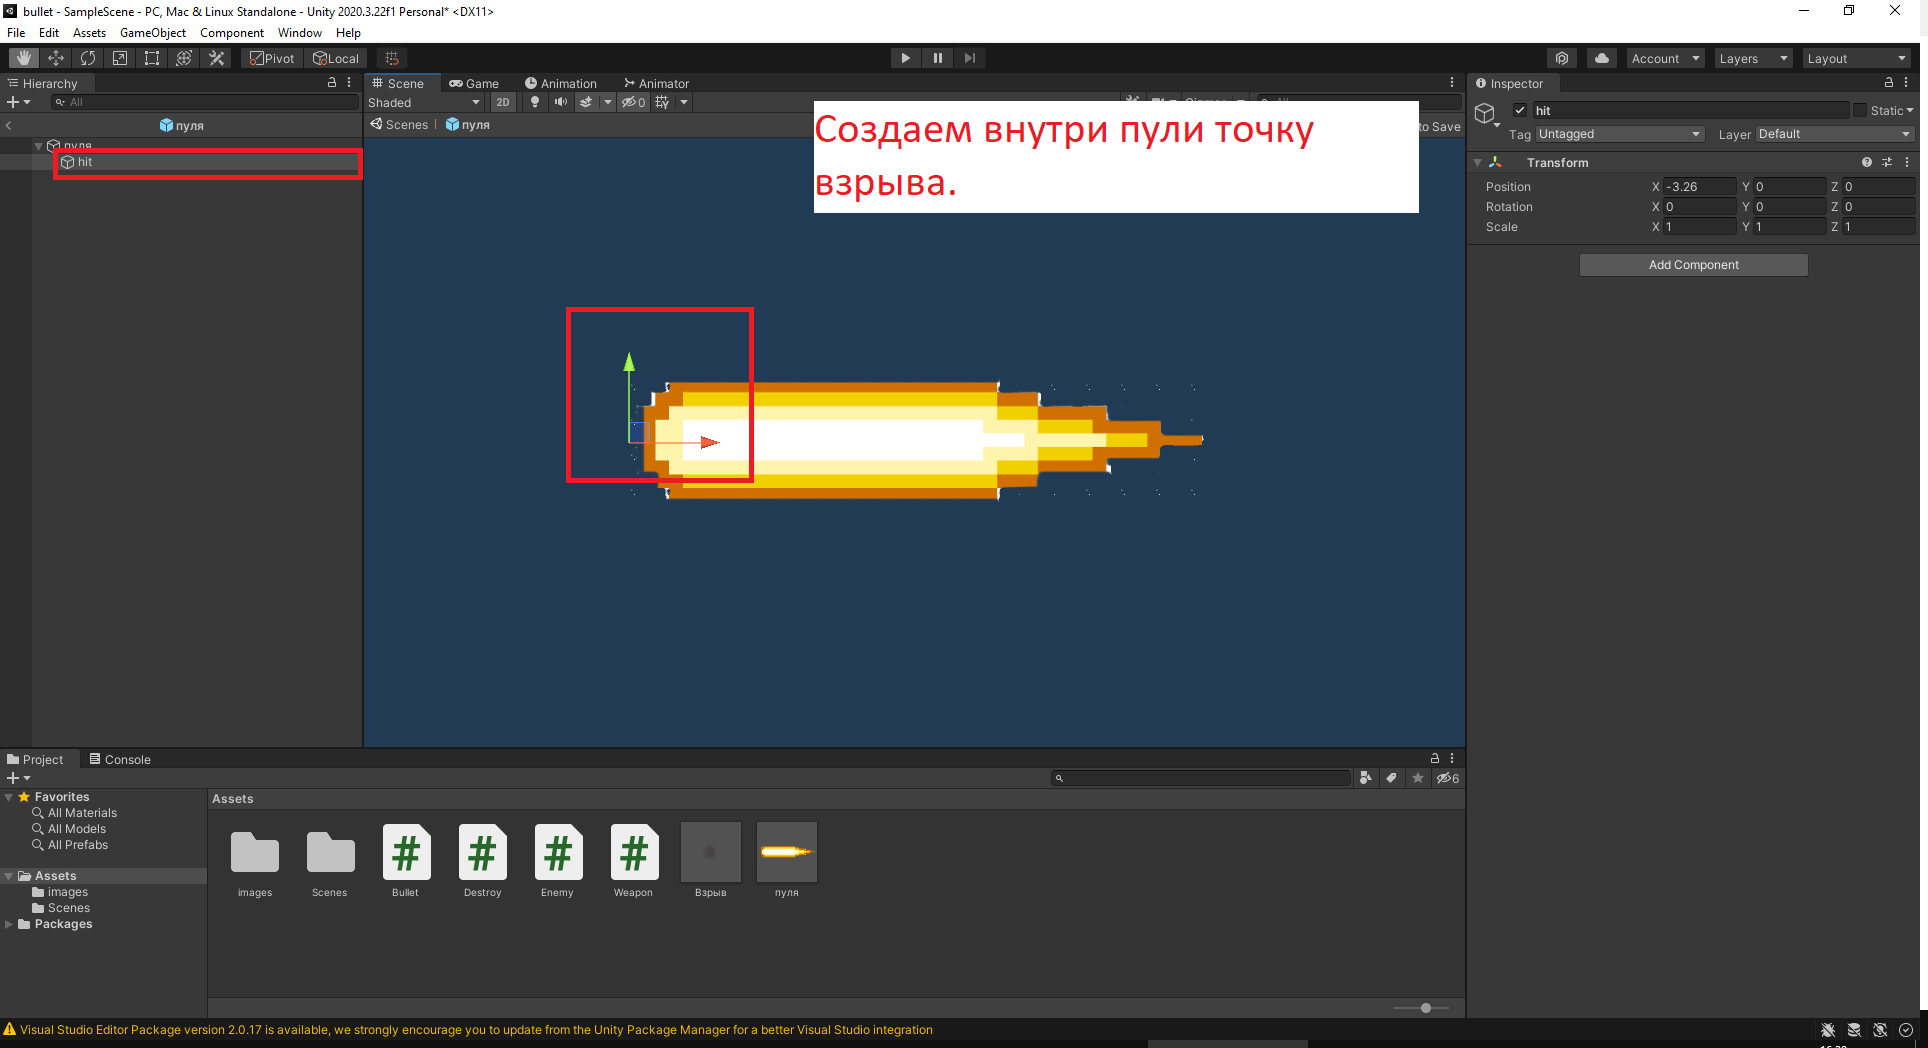 bullet - SampleScene - PC, Mac & Linux Standalone - Unity 2020.3.22f1 Personal* <DX11>
File Edit Assets GameObject Component Window Help
Pivot Local Account Layers Layout
Hierarchy
All
пуля
пуля
hit
Scene Game Animation Animator
Shaded 2D 0
Scenes пуля
to Save
Создаем внутри пули точку
взрыва.
Inspector
hit Static
Tag Untagged Layer Default
Transform
Position X -3.26 Y 0 Z 0
Rotation X 0 Y 0 Z 0
Scale X 1 Y 1 Z 1
Add Component
Project Console
6
Favorites
All Materials
All Models
All Prefabs
Assets
images
Scenes
Packages
Assets
images Scenes Bullet Destroy Enemy Weapon Взрыв пуля
Visual Studio Editor Package version 2.0.17 is available, we strongly encourage you to update from the Unity Package Manager for a better Visual Studio integration